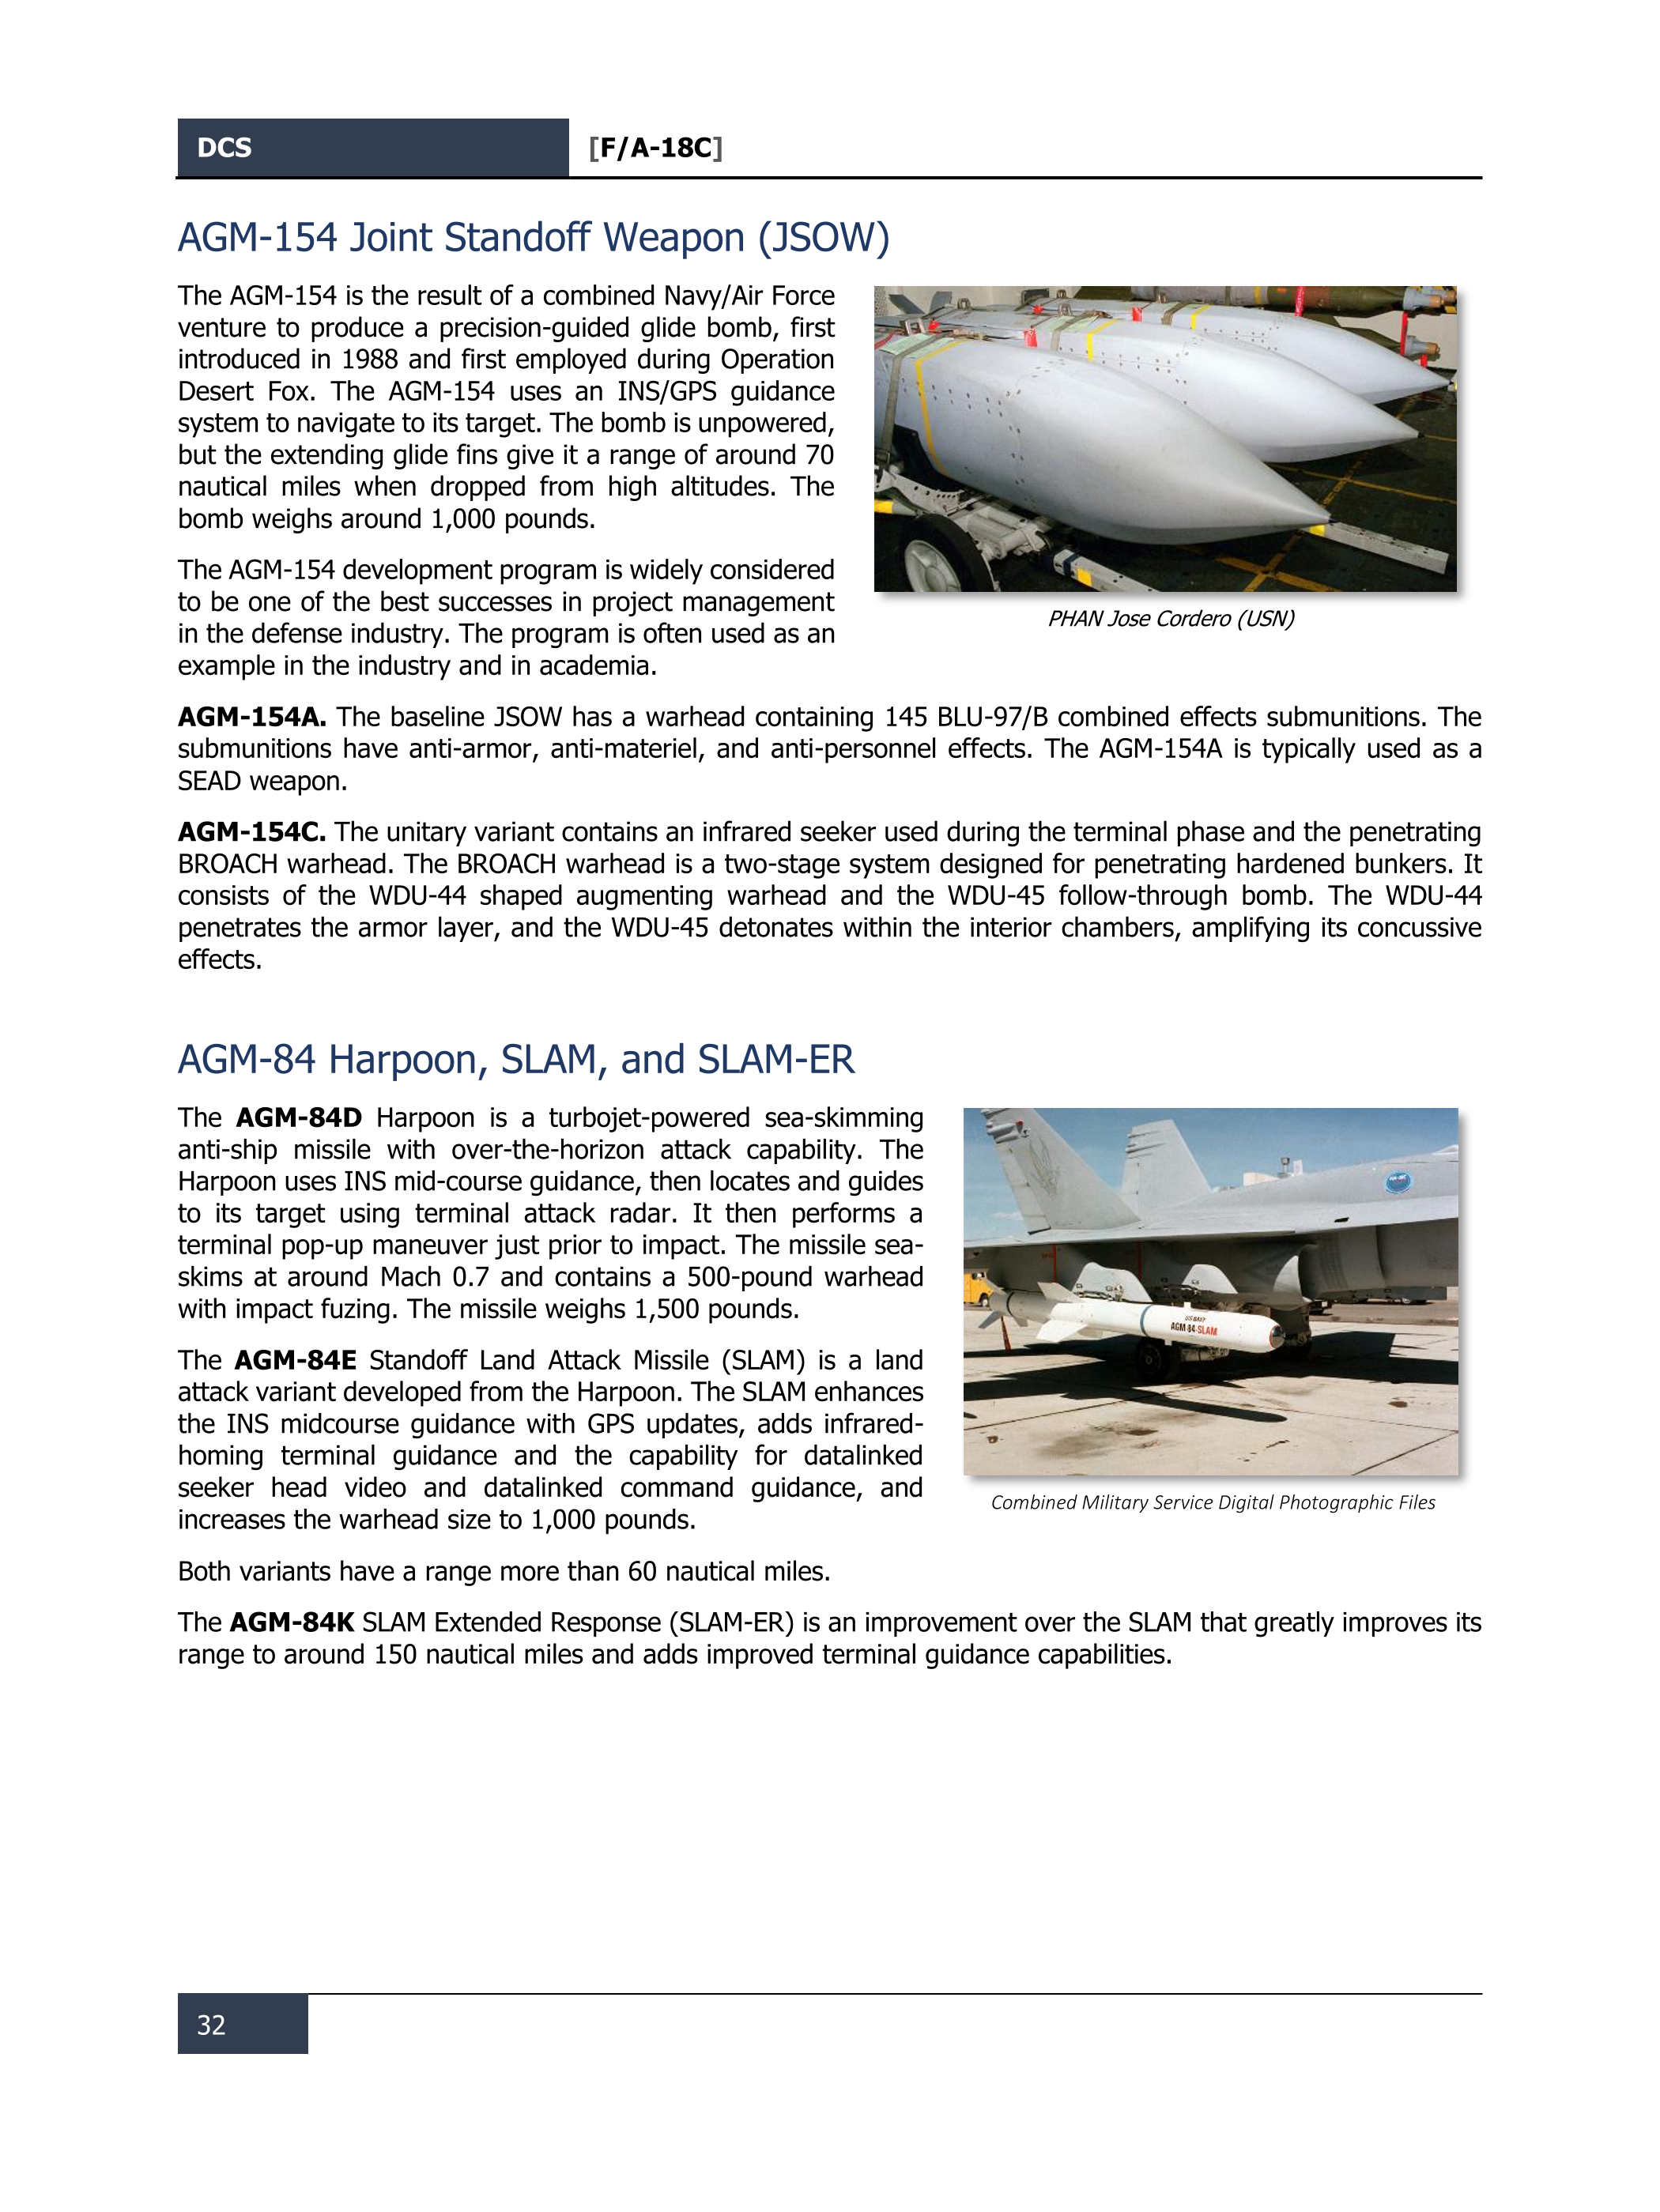 DCS
[F/A-18C]
AGM-154 Joint Standoff Weapon (JSOW)
The AGM-154 is the result of a combined Navy/Air Force
venture to produce a precision-guided glide bomb, first
introduced in 1988 and first employed during Operation
Desert Fox. The AGM-154 uses an INS/GPS guidance
system to navigate to its target. The bomb is unpowered,
but the extending glide fins give it a range of around 70
nautical miles when dropped from high altitudes. The
bomb weighs around 1,000 pounds.
The AGM-154 development program is widely considered
to be one of the best successes in project management
in the defense industry. The program is often used as an
example in the industry and in academia.
PHAN Jose Cordero (USN)
AGM-154A. The baseline JSOW has a warhead containing 145 BLU-97/B combined effects submunitions. The
submunitions have anti-armor, anti-materiel, and anti-personnel effects. The AGM-154A is typically used as a
SEAD weapon.
AGM-154C. The unitary variant contains an infrared seeker used during the terminal phase and the penetrating
BROACH warhead. The BROACH warhead is a two-stage system designed for penetrating hardened bunkers. It
consists of the WDU-44 shaped augmenting warhead and the WDU-45 follow-through bomb. The WDU-44
penetrates the armor layer, and the WDU-45 detonates within the interior chambers, amplifying its concussive
effects.
AGM-84 Harpoon, SLAM, and SLAM-ER
The AGM-84D Harpoon is a turbojet-powered sea-skimming
anti-ship missile with over-the-horizon attack capability. The
Harpoon uses INS mid-course guidance, then locates and guides
to its target using terminal attack radar. It then performs a
terminal pop-up maneuver just prior to impact. The missile sea-
skims at around Mach 0.7 and contains a 500-pound warhead
with impact fuzing. The missile weighs 1,500 pounds.
The AGM-84E Standoff Land Attack Missile (SLAM) is a land
attack variant developed from the Harpoon. The SLAM enhances
the INS midcourse guidance with GPS updates, adds infrared-
homing terminal guidance and the capability for datalinked
seeker head video and datalinked command guidance, and
increases the warhead size to 1,000 pounds.
US NAVY
AGM-84-SLAM
Combined Military Service Digital Photographic Files
Both variants have a range more than 60 nautical miles.
The AGM-84K SLAM Extended Response (SLAM-ER) is an improvement over the SLAM that greatly improves its
range to around 150 nautical miles and adds improved terminal guidance capabilities.
32